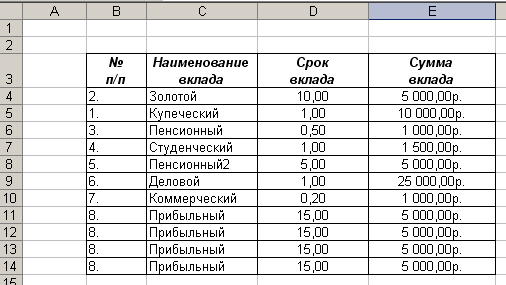 A B C D E
1
2
№ Наименование Срок Сумма
3 п/п вклада вклада вклада
4 2. Золотой 10,00 5 000,00р.
5 1. Купеческий 1,00 10 000,00р.
6 3. Пенсионный 0,50 1 000,00р.
7 4. Студенческий 1,00 1 500,00р.
8 5. Пенсионный2 5,00 5 000,00р.
9 6. Деловой 1,00 25 000,00р.
10 7. Коммерческий 0,20 1 000,00р.
11 8. Прибыльный 15,00 5 000,00р.
12 8. Прибыльный 15,00 5 000,00р.
13 8. Прибыльный 15,00 5 000,00р.
14 8. Прибыльный 15,00 5 000,00р.
15